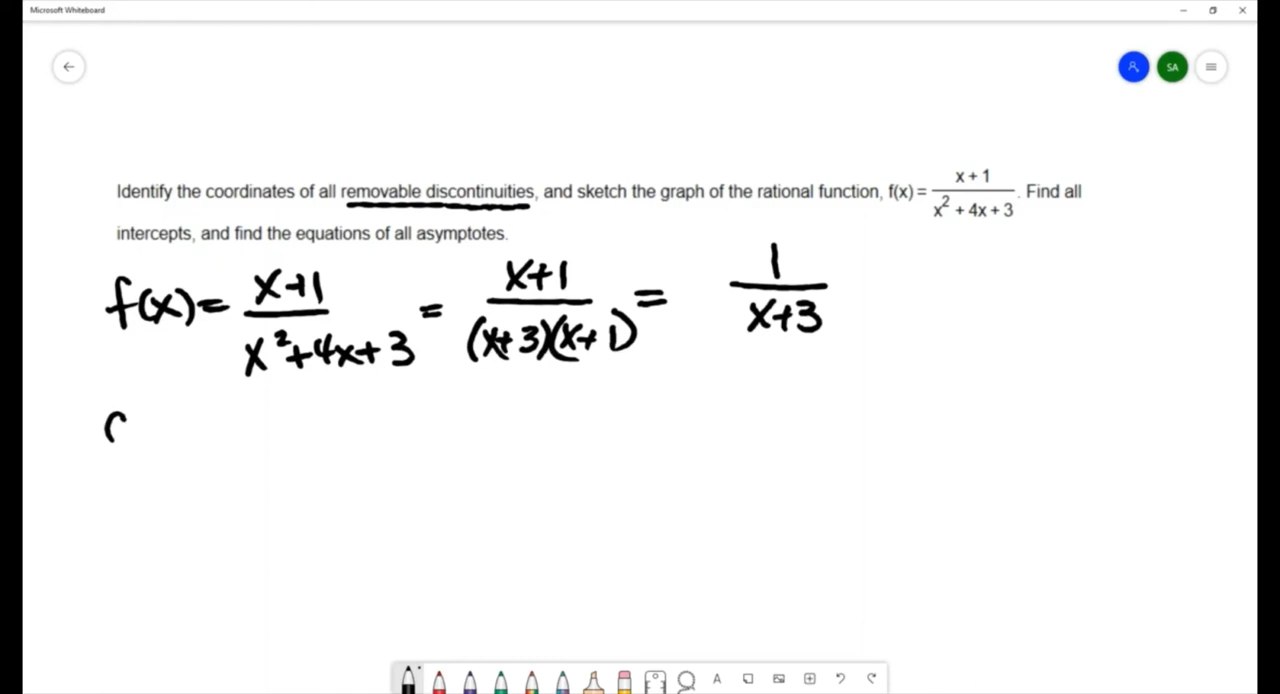 Microsoft Whiteboard
SA
Identify the coordinates of all removable discontinuities, and sketch the graph of the rational function, f(x) = (x + 1)/(x² + 4x + 3). Find all
intercepts, and find the equations of all asymptotes.
f(x) = (x+1)/(x²+4x+3) = (x+1)/((x+3)(x+1)) = 1/(x+3)
A